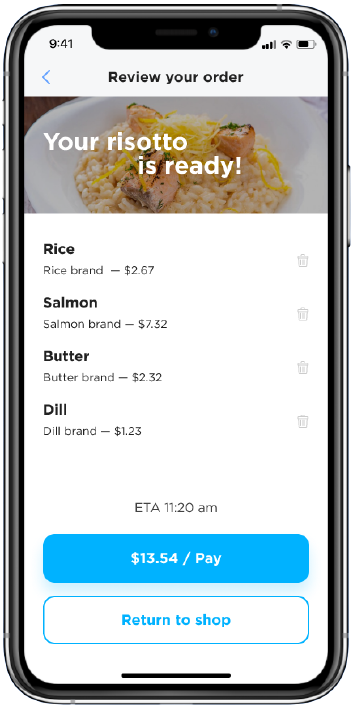 9:41
Review your order
Your risotto
is ready!
Rice
Rice brand — $2.67
Salmon
Salmon brand — $7.32
Butter
Butter brand — $2.32
Dill
Dill brand — $1.23
ETA 11:20 am
$13.54 / Pay
Return to shop